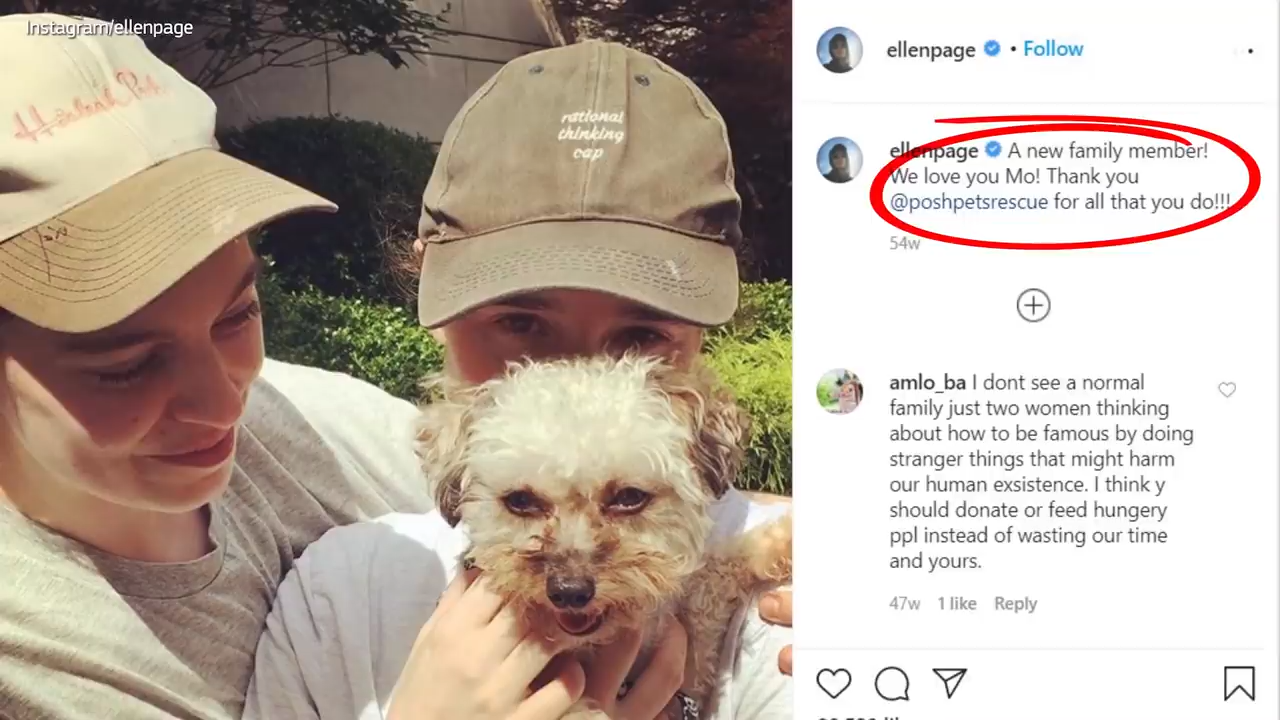 Instagram/ellenpage
rational
thinking
cap
ellenpage • Follow
ellenpage A new family member!
We love you Mo! Thank you
@poshpetsrescue for all that you do!!!
54w
amlo_ba I dont see a normal
family just two women thinking
about how to be famous by doing
stranger things that might harm
our human exsistence. I think y
should donate or feed hungery
ppl instead of wasting our time
and yours.
47w 1 like Reply